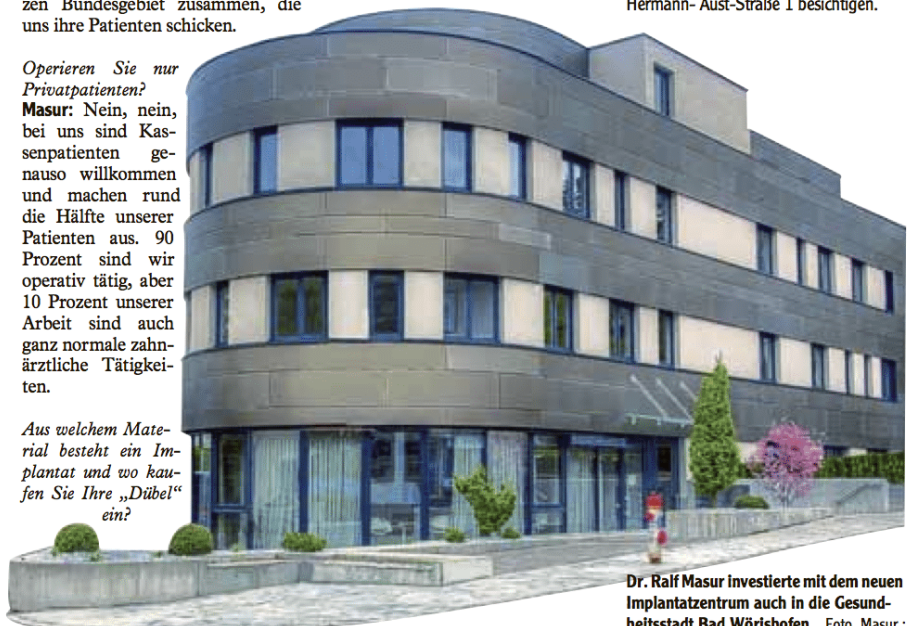 zen Bundesgebiet zusammen, die
uns ihre Patienten schicken.
Operieren Sie nur
Privatpatienten?
Masur: Nein, nein,
bei uns sind Kas-
senpatienten ge-
nauso willkommen
und machen rund
die Hälfte unserer
Patienten aus. 90
Prozent sind wir
operativ tätig, aber
10 Prozent unserer
Arbeit sind auch
ganz normale zahn-
ärztliche Tätigkei-
ten.
Aus welchem Mate-
rial besteht ein Im-
plantat und wo kau-
fen Sie Ihre „Dübel“
ein?
Hermann- Aust-Straße 1 besichtigen.
Dr. Ralf Masur investierte mit dem neuen
Implantatzentrum auch in die Gesund-
heitsstadt Bad Wörishofen. Foto Masur :